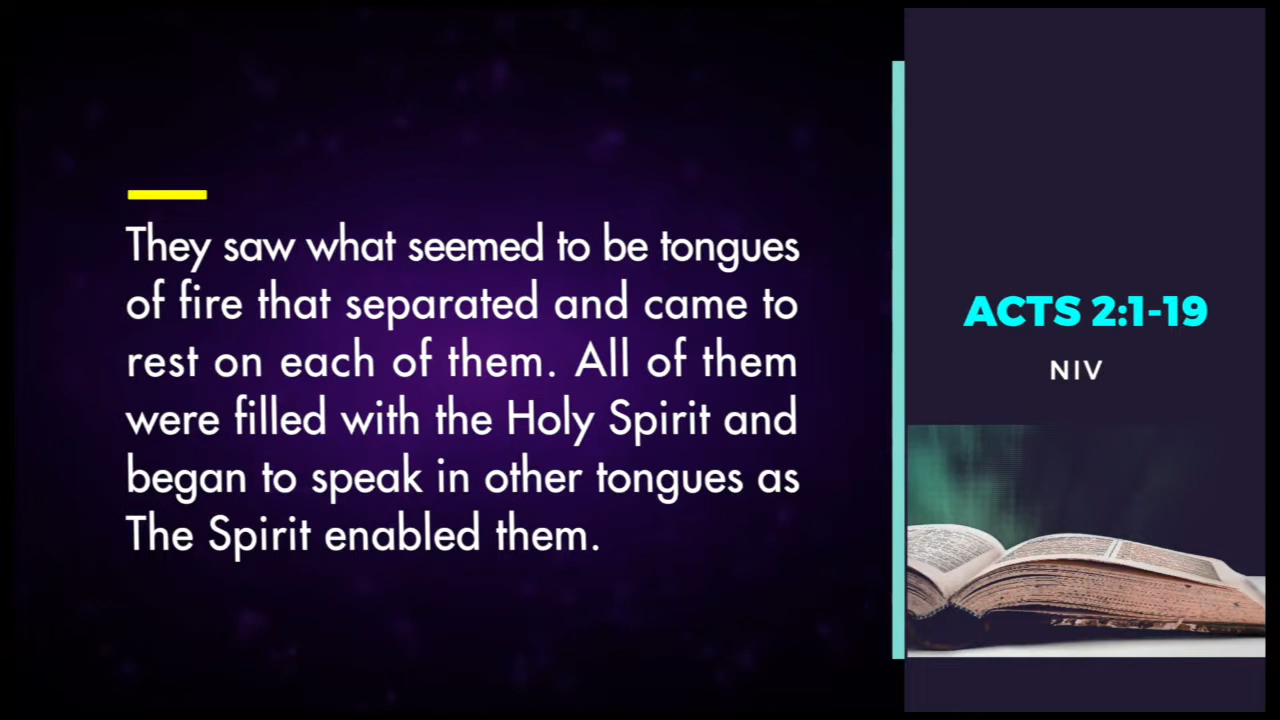 They saw what seemed to be tongues
of fire that separated and came to
rest on each of them. All of them
were filled with the Holy Spirit and
began to speak in other tongues as
The Spirit enabled them.
ACTS 2:1-19
NIV